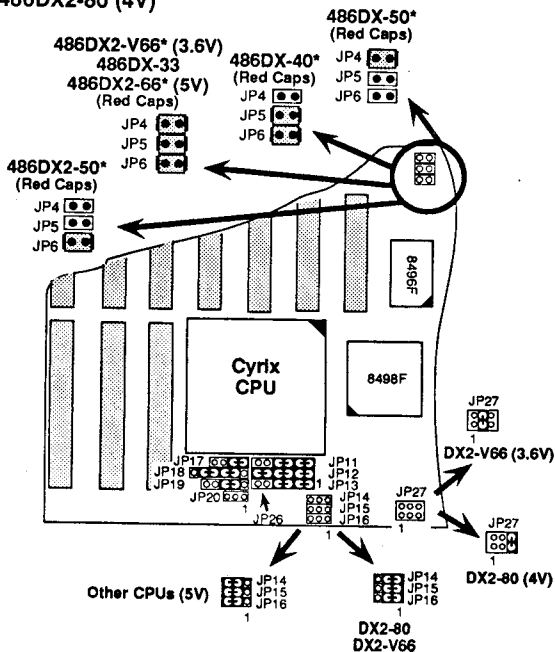 486DX2-80 (4V)
486DX-50*
(Red Caps)
JP4
JP5
JP6
486DX2-V66* (3.6V)
486DX-33
486DX2-66* (5V)
(Red Caps)
JP4
JP5
JP6
486DX-40*
(Red Caps)
JP4
JP5
JP6
486DX2-50*
(Red Caps)
JP4
JP5
JP6
8496F
Cyrix
CPU
8498F
JP27
1
DX2-V66 (3.6V)
JP17
JP18
JP19
JP20
1
JP11
JP12
1 JP13
JP26
JP14
JP15
JP16
1
JP27
1
JP27
1
DX2-80 (4V)
Other CPUs (5V)
JP14
JP15
JP16
1
JP14
JP15
JP16
1
DX2-80
DX2-V66